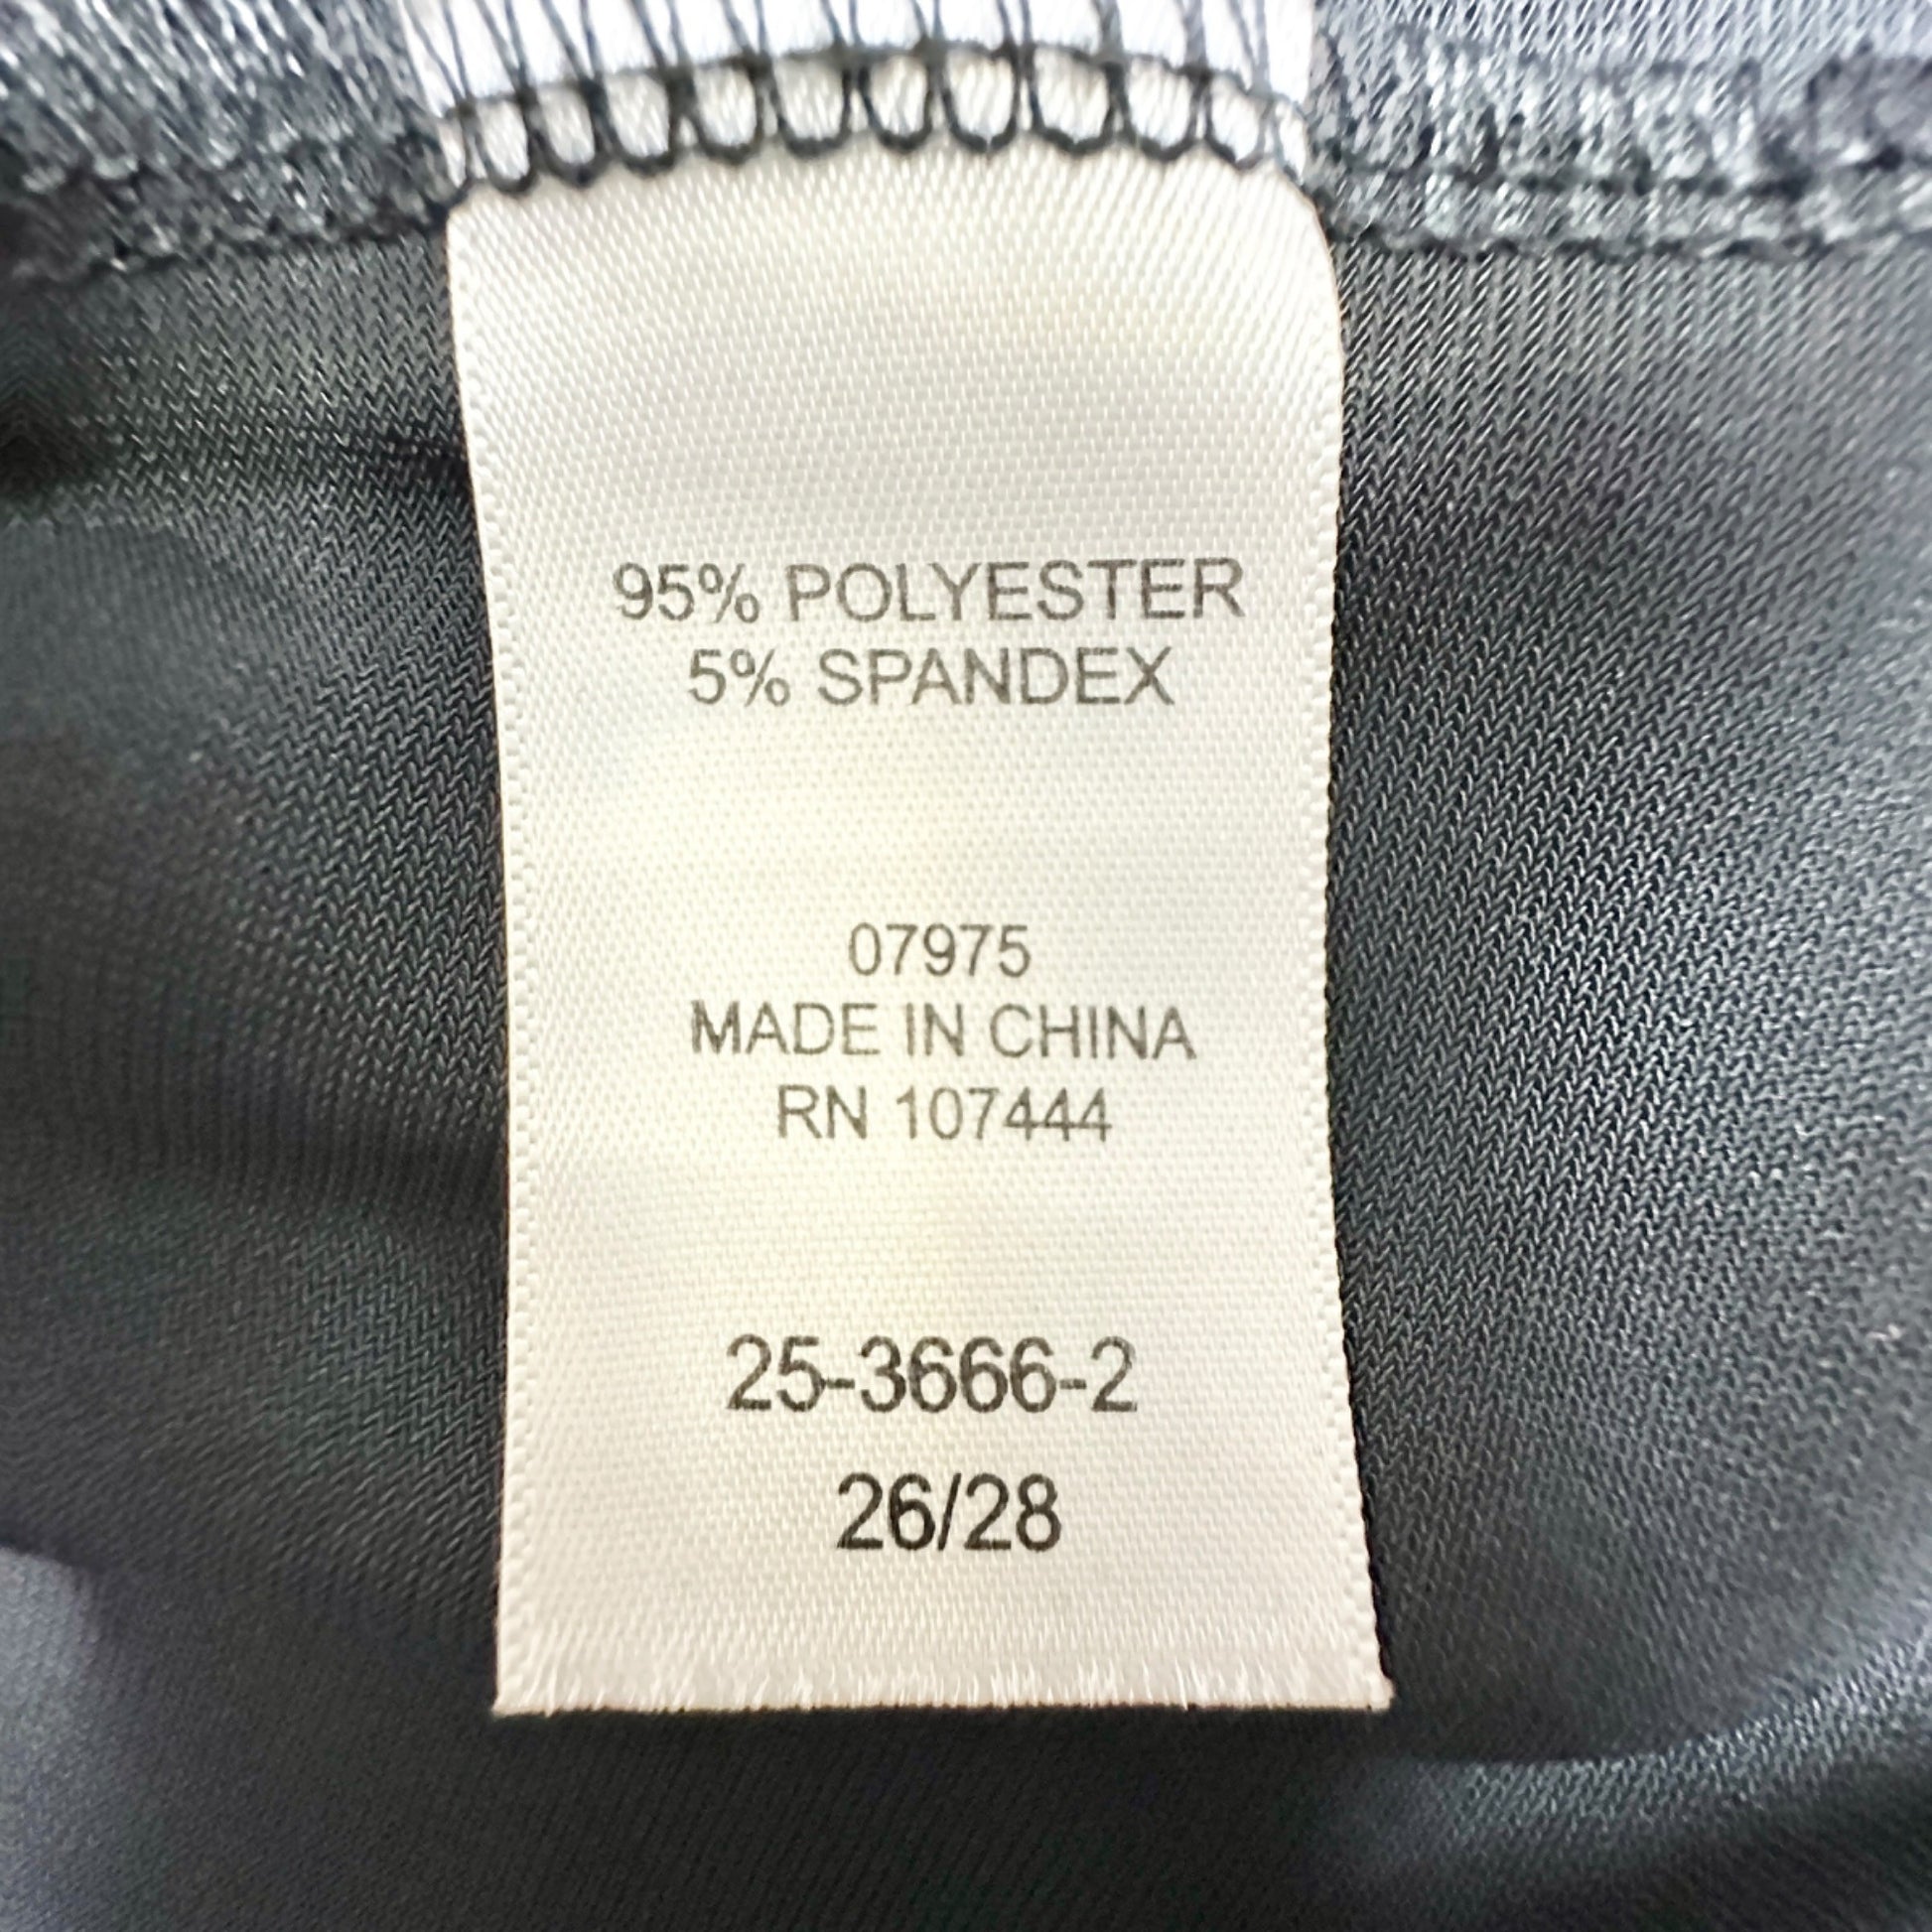 95% POLYESTER
5% SPANDEX
07975
MADE IN CHINA
RN 107444
25-3666-2
26/28